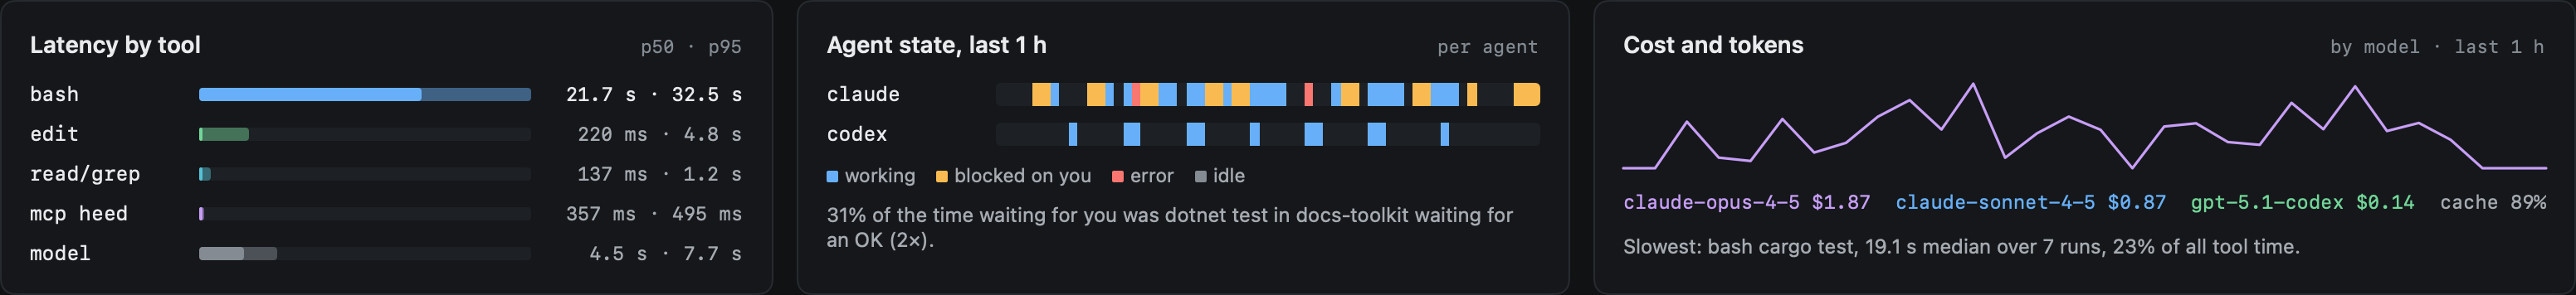 Latency by tool
p50 · p95
bash 21.7 s · 32.5 s
edit 220 ms · 4.8 s
read/grep 137 ms · 1.2 s
mcp heed 357 ms · 495 ms
model 4.5 s · 7.7 s
Agent state, last 1 h
per agent
claude
codex
working blocked on you error idle
31% of the time waiting for you was dotnet test in docs-toolkit waiting for
an OK (2×).
Cost and tokens
by model · last 1 h
claude-opus-4-5 $1.87 claude-sonnet-4-5 $0.87 gpt-5.1-codex $0.14 cache 89%
Slowest: bash cargo test, 19.1 s median over 7 runs, 23% of all tool time.